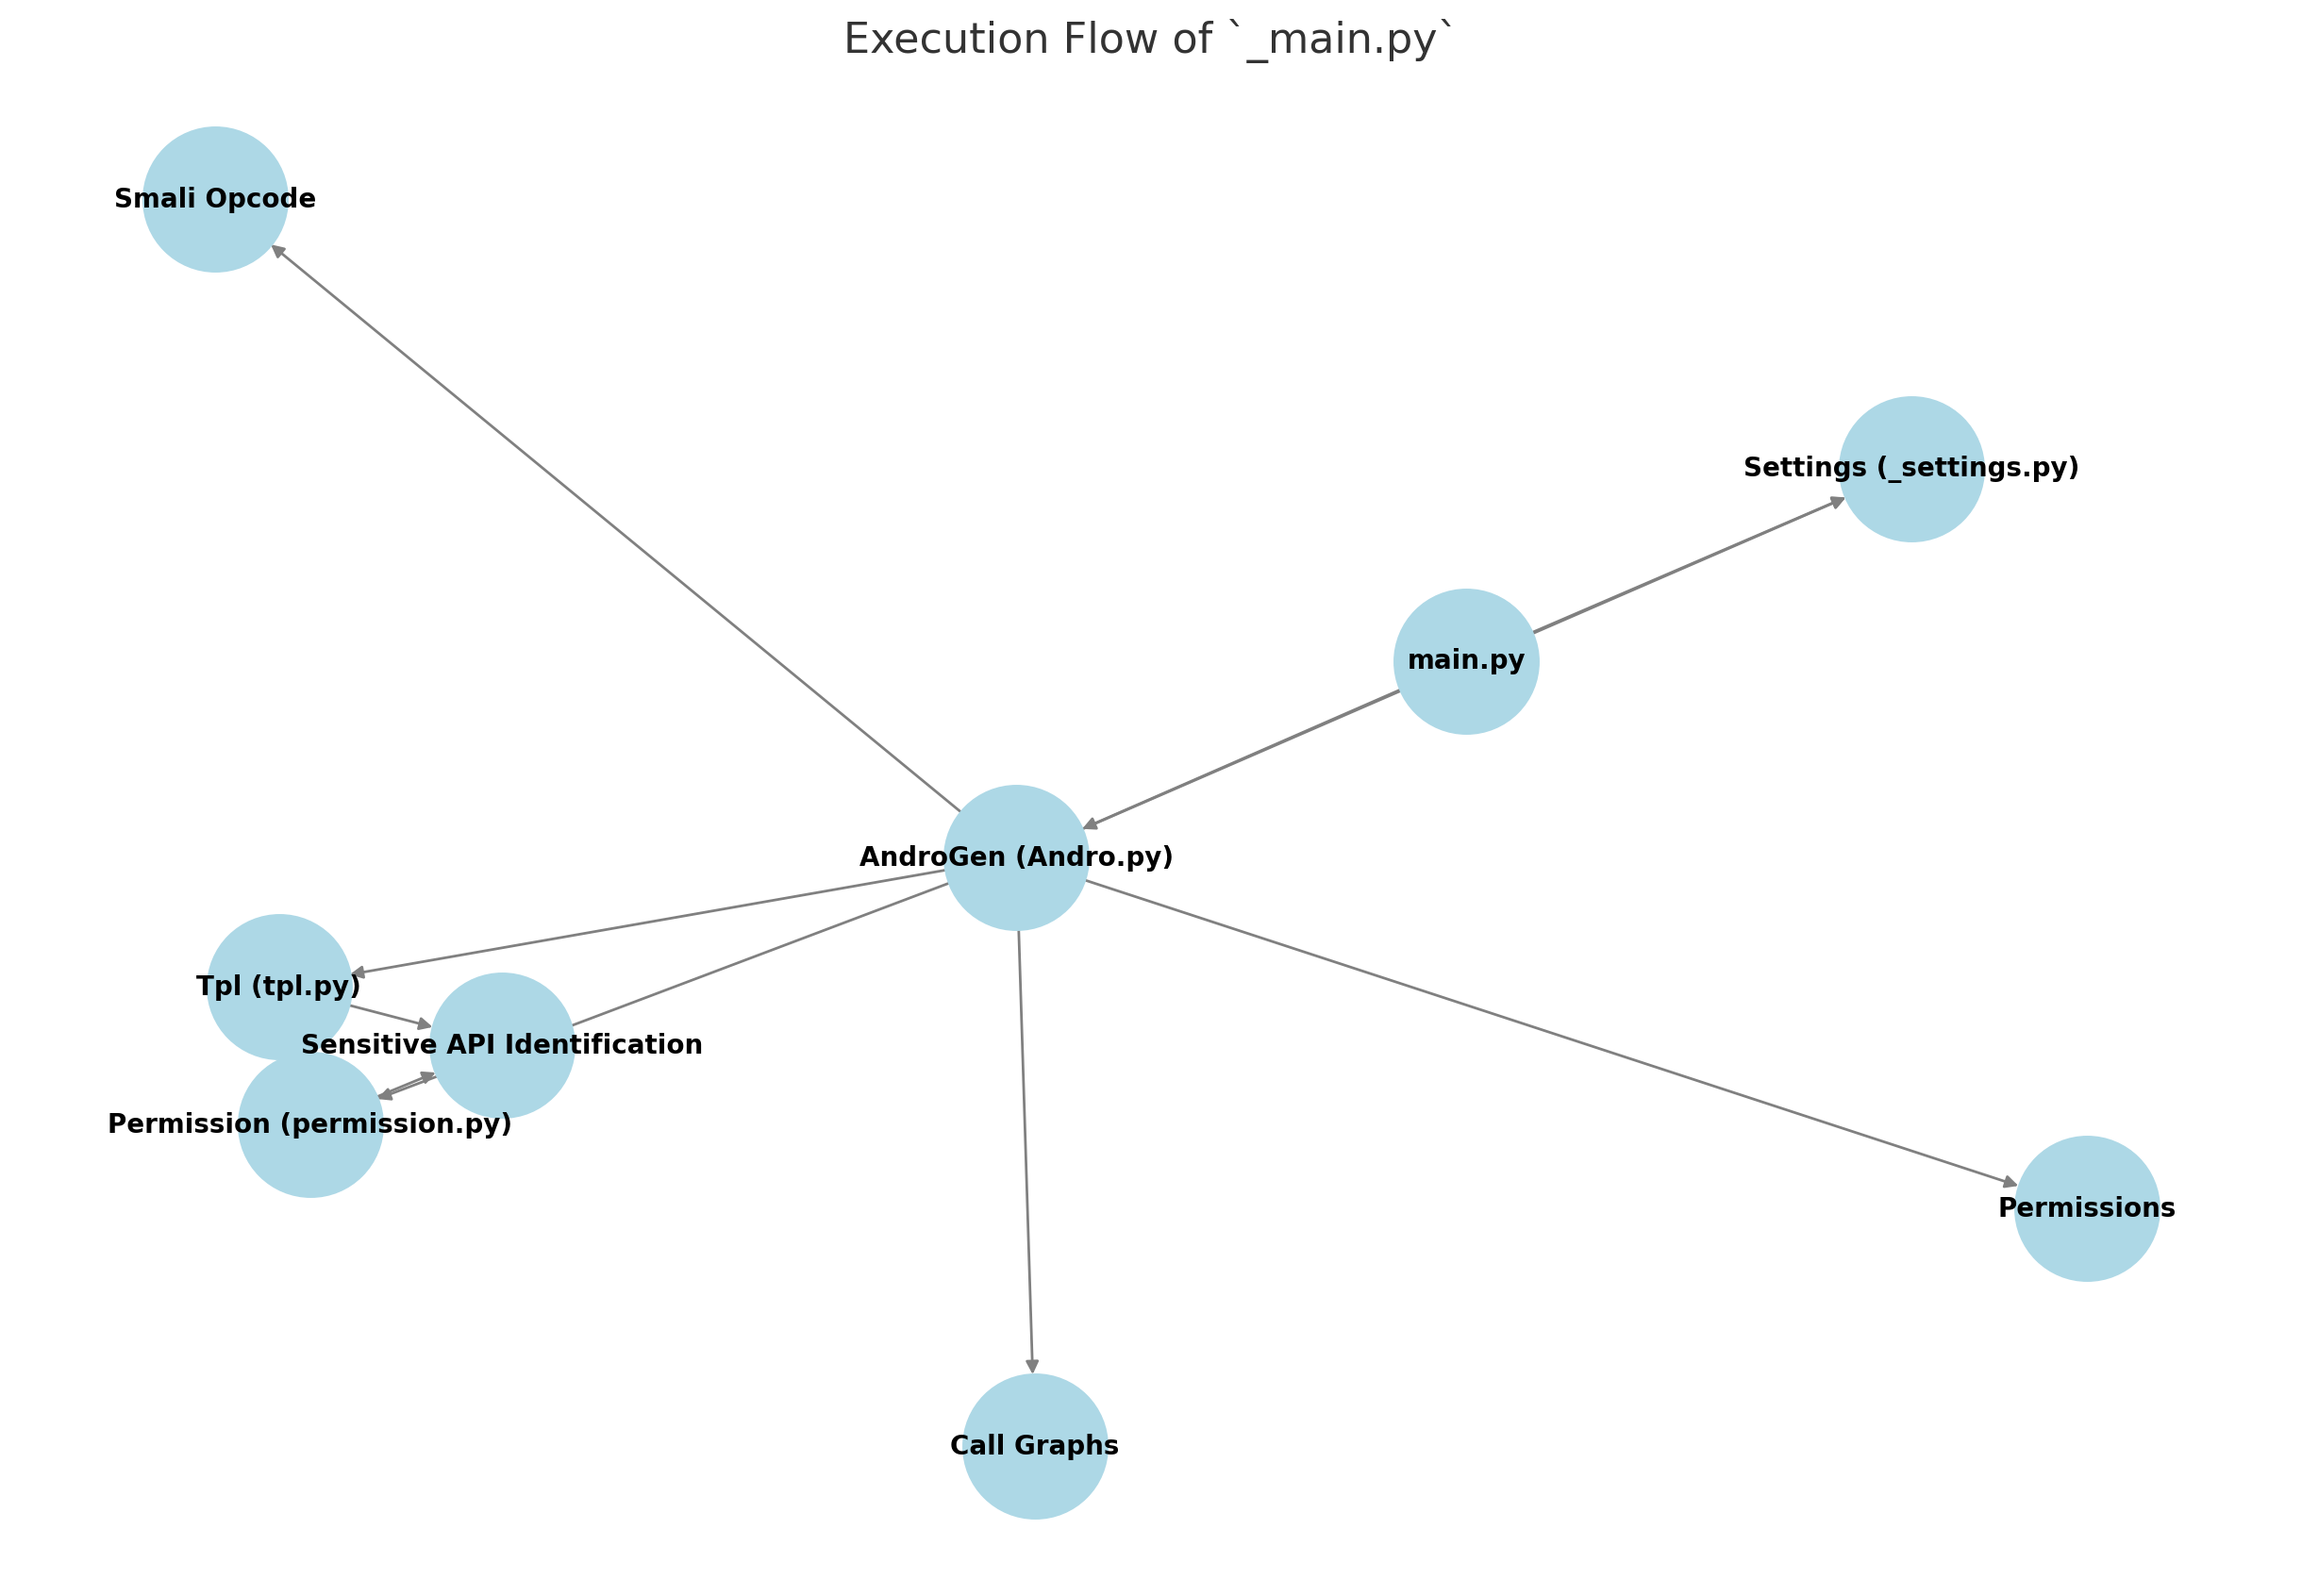 Execution Flow of `_main.py`
Smali Opcode
Settings (_settings.py)
main.py
AndroGen (Andro.py)
Tpl (tpl.py)
Sensitive API Identification
Permission (permission.py)
Permissions
Call Graphs